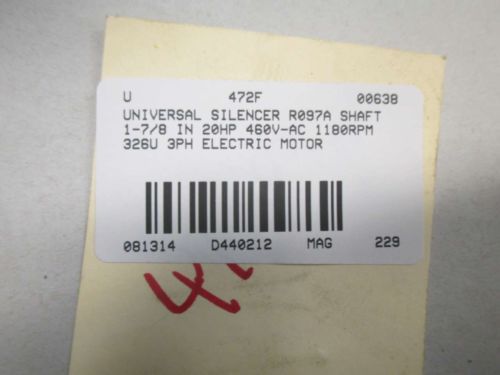 U 472F 00638
UNIVERSAL SILENCER R097A SHAFT
1-7/8 IN 20HP 460V-AC 1180RPM
326U 3PH ELECTRIC MOTOR
081314 D440212 MAG 229